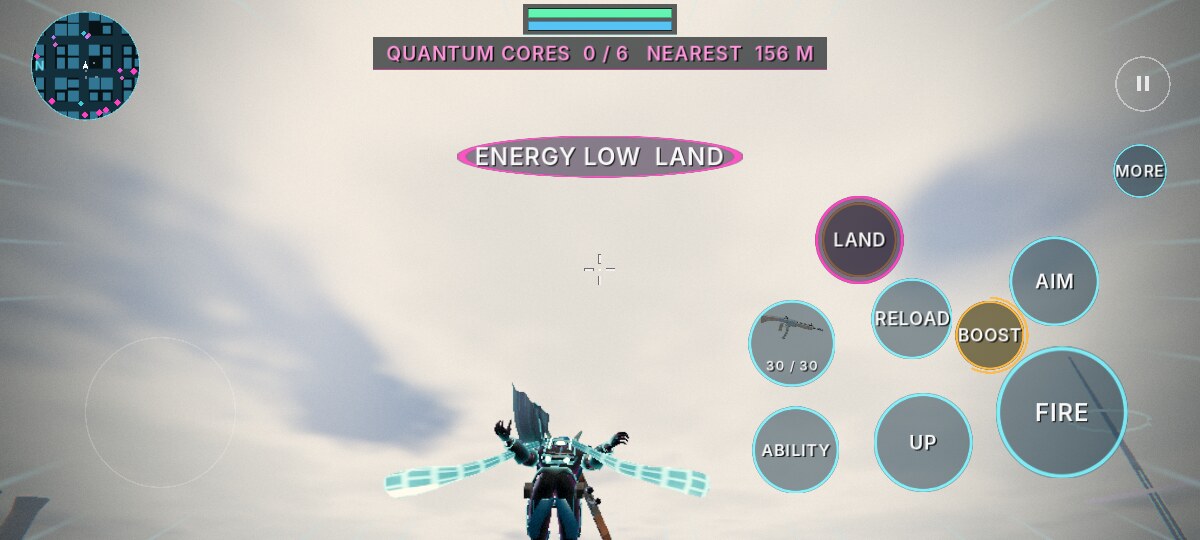 N
QUANTUM CORES 0 / 6 NEAREST 156 M
ENERGY LOW LAND
MORE
LAND
AIM
RELOAD
BOOST
30 / 30
FIRE
UP
ABILITY